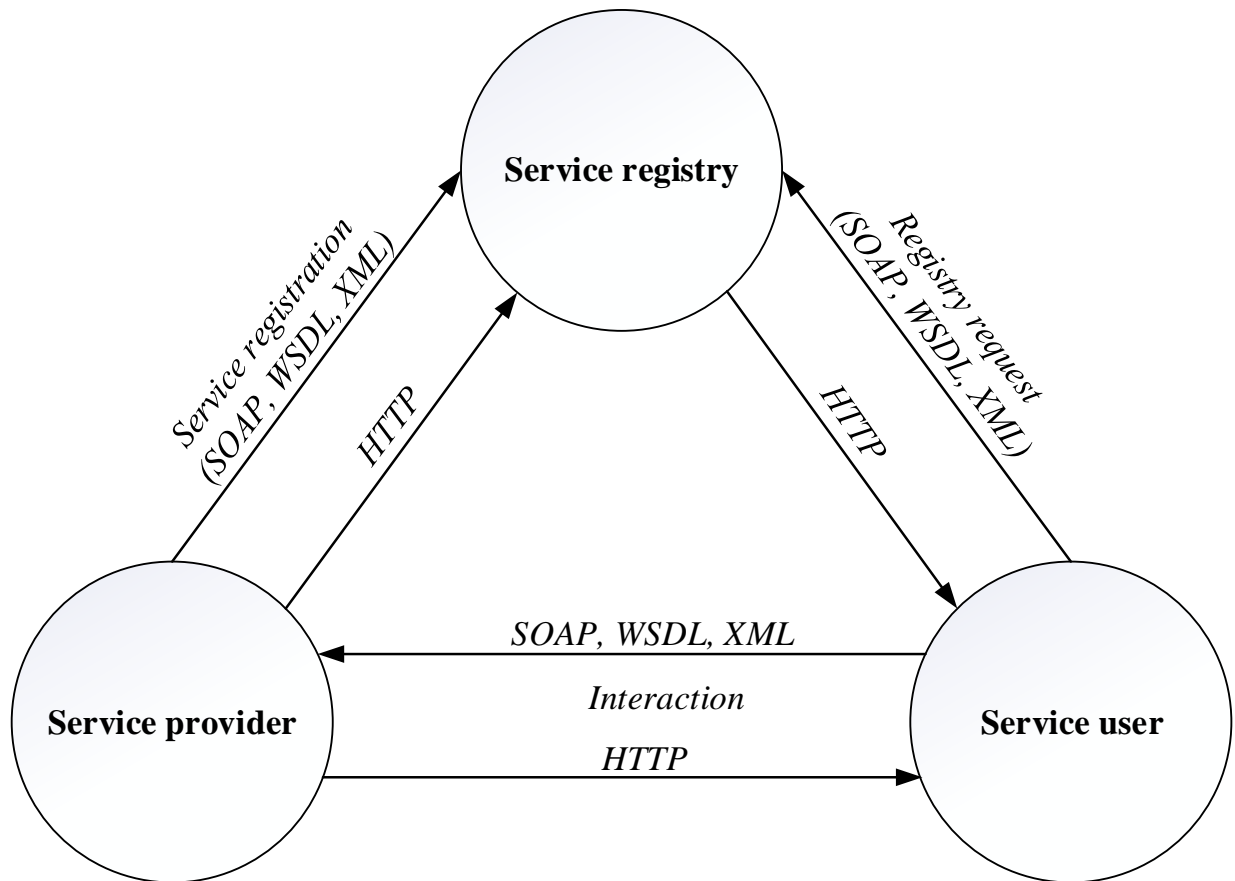 Service registry
Service registration
(SOAP, WSDL, XML)
HTTP
Registry request
(SOAP, WSDL, XML)
HTTP
SOAP, WSDL, XML
Interaction
HTTP
Service provider
Service user